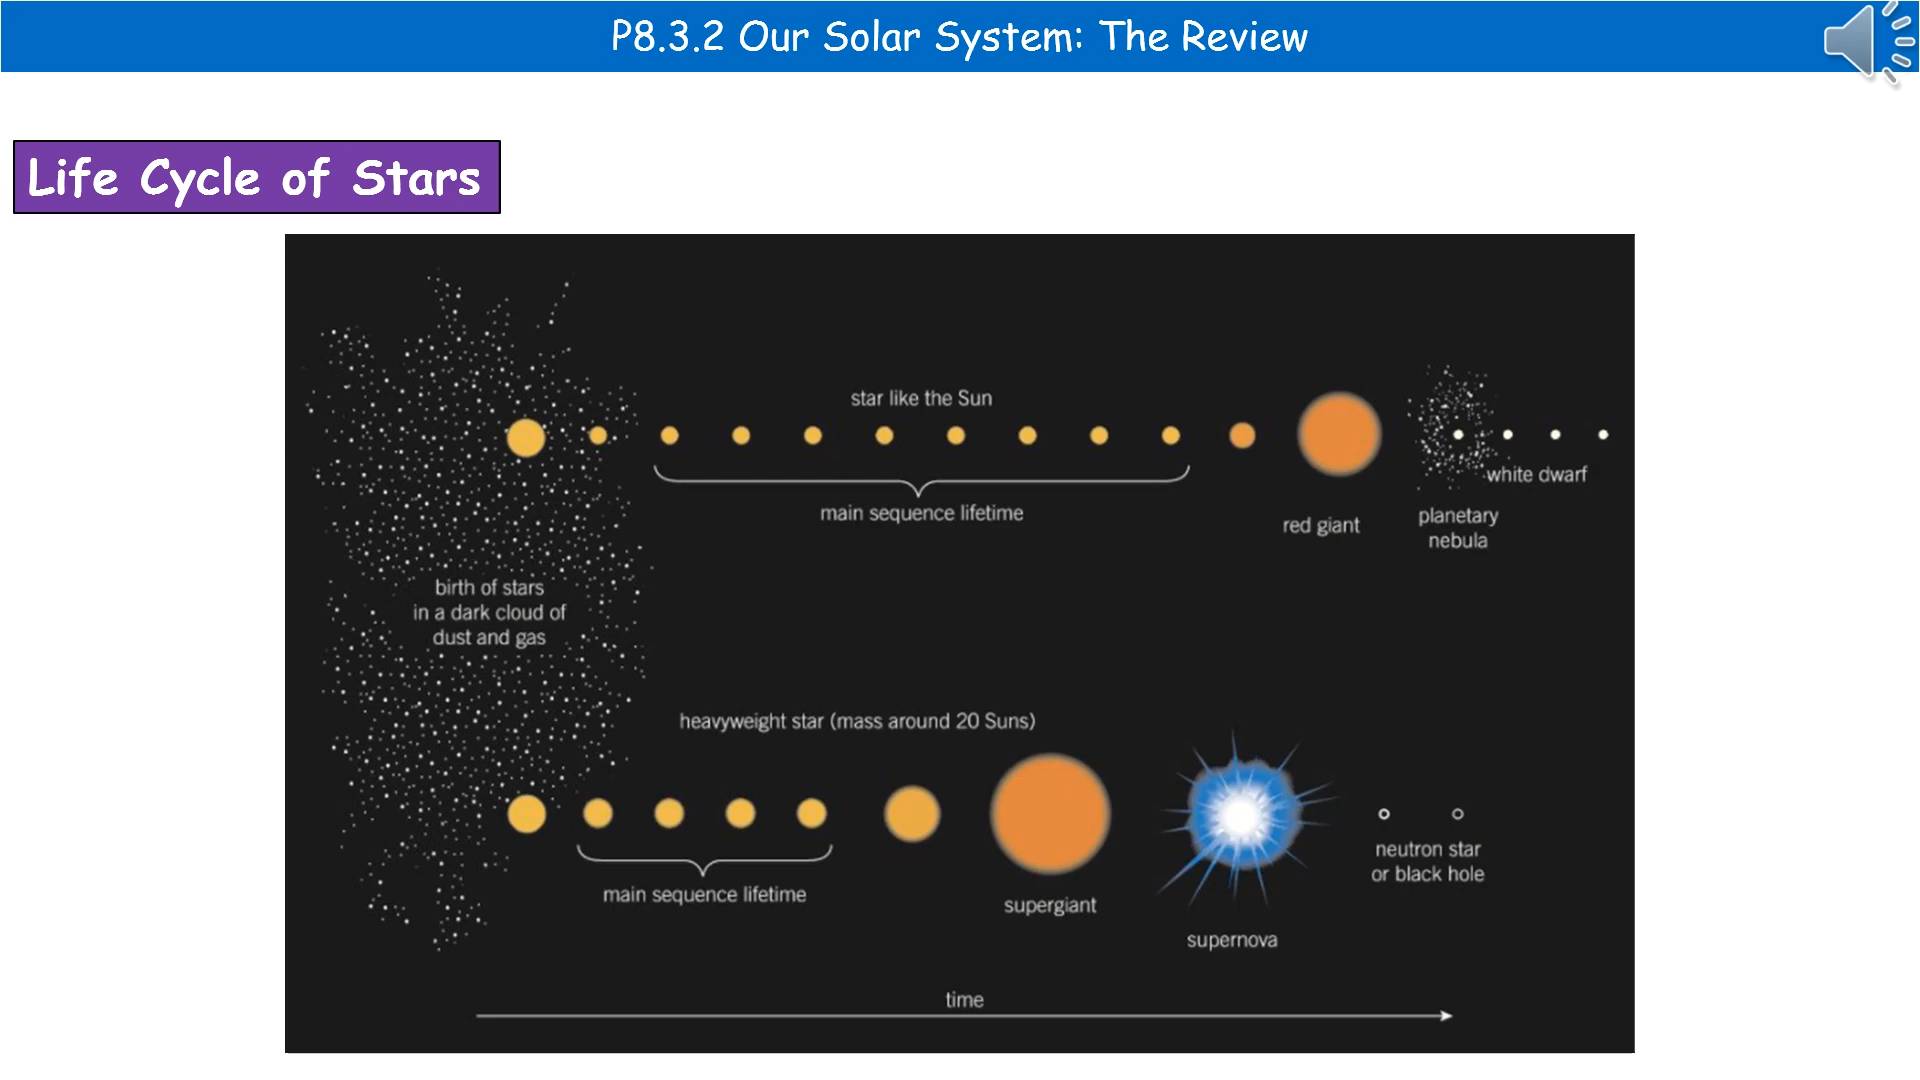 P8.3.2 Our Solar System: The Review
Life Cycle of Stars
star like the Sun
main sequence lifetime
red giant
white dwarf
planetary
nebula
birth of stars
in a dark cloud of
dust and gas
heavyweight star (mass around 20 Suns)
main sequence lifetime
supergiant
supernova
neutron star
or black hole
time